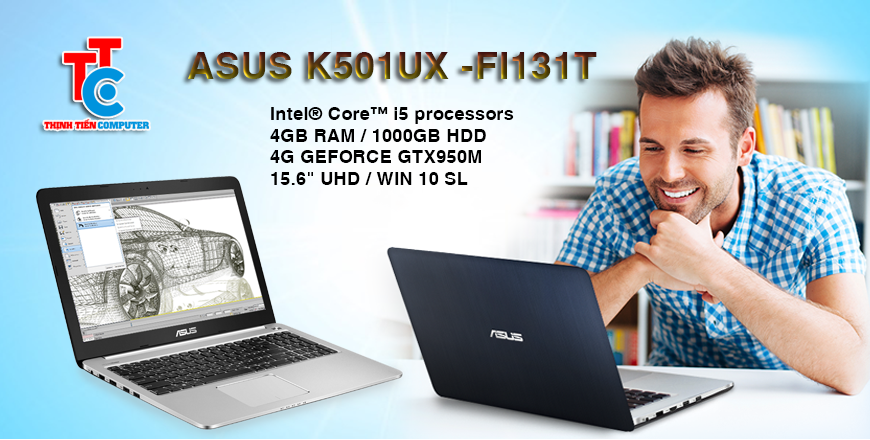 TTC
THỊNH TIẾN COMPUTER
ASUS K501UX -FI131T
Intel® Core™ i5 processors
4GB RAM / 1000GB HDD
4G GEFORCE GTX950M
15.6" UHD / WIN 10 SL
ASUS
ASUS